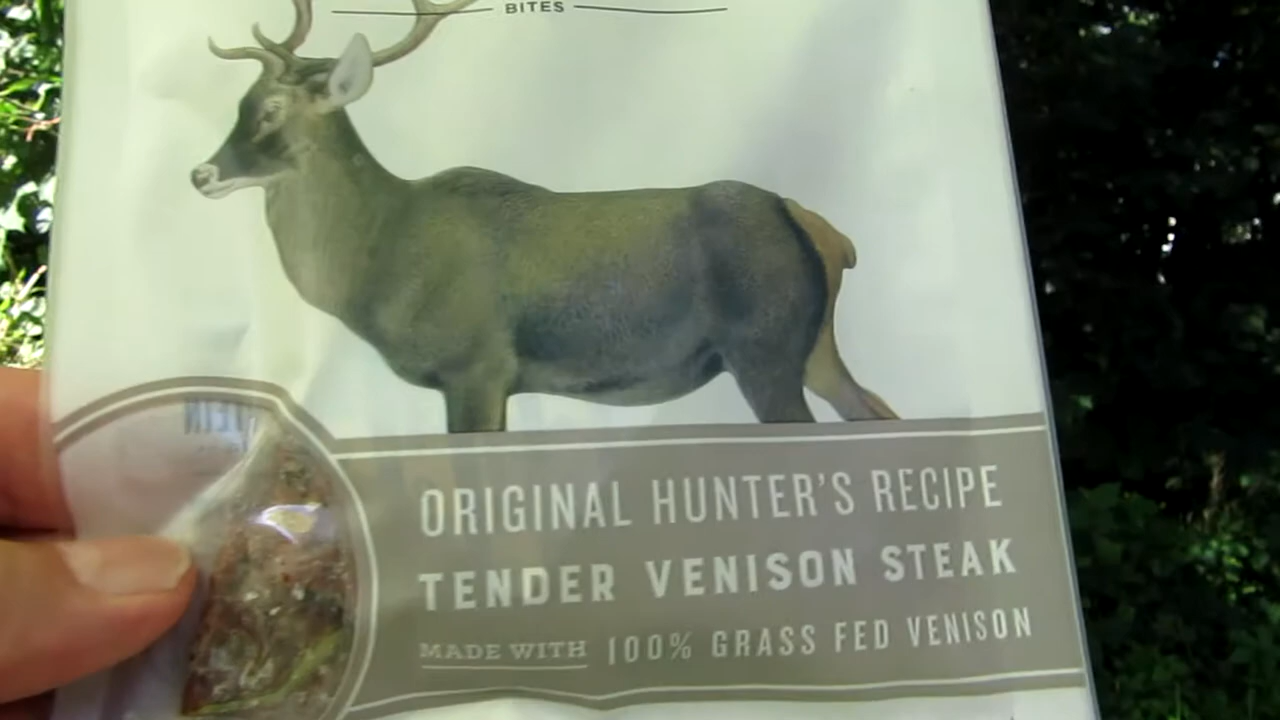 BITES
ORIGINAL HUNTER'S RECIPE
TENDER VENISON STEAK
MADE WITH 100% GRASS FED VENISON